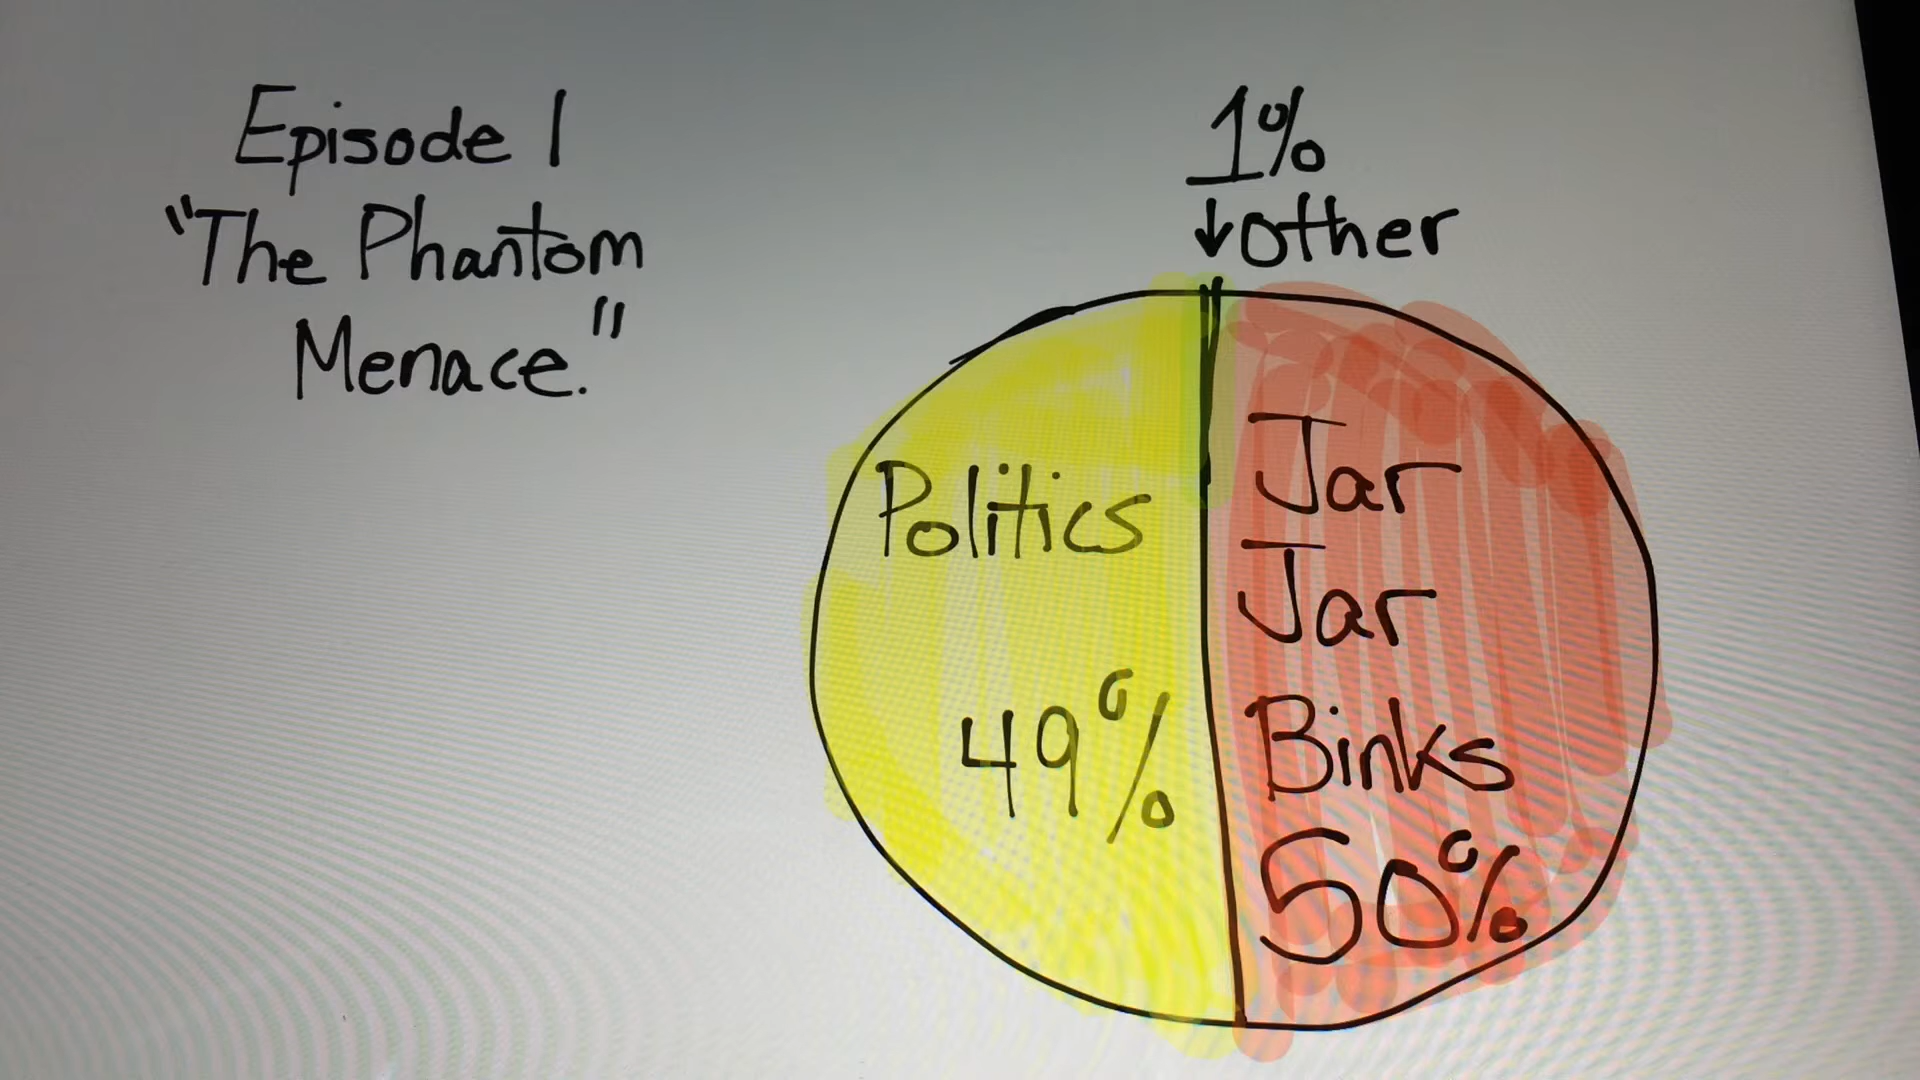 Episode 1
"The Phantom
Menace."
1%
↓other
Politics
49%
Jar
Jar
Binks
50%